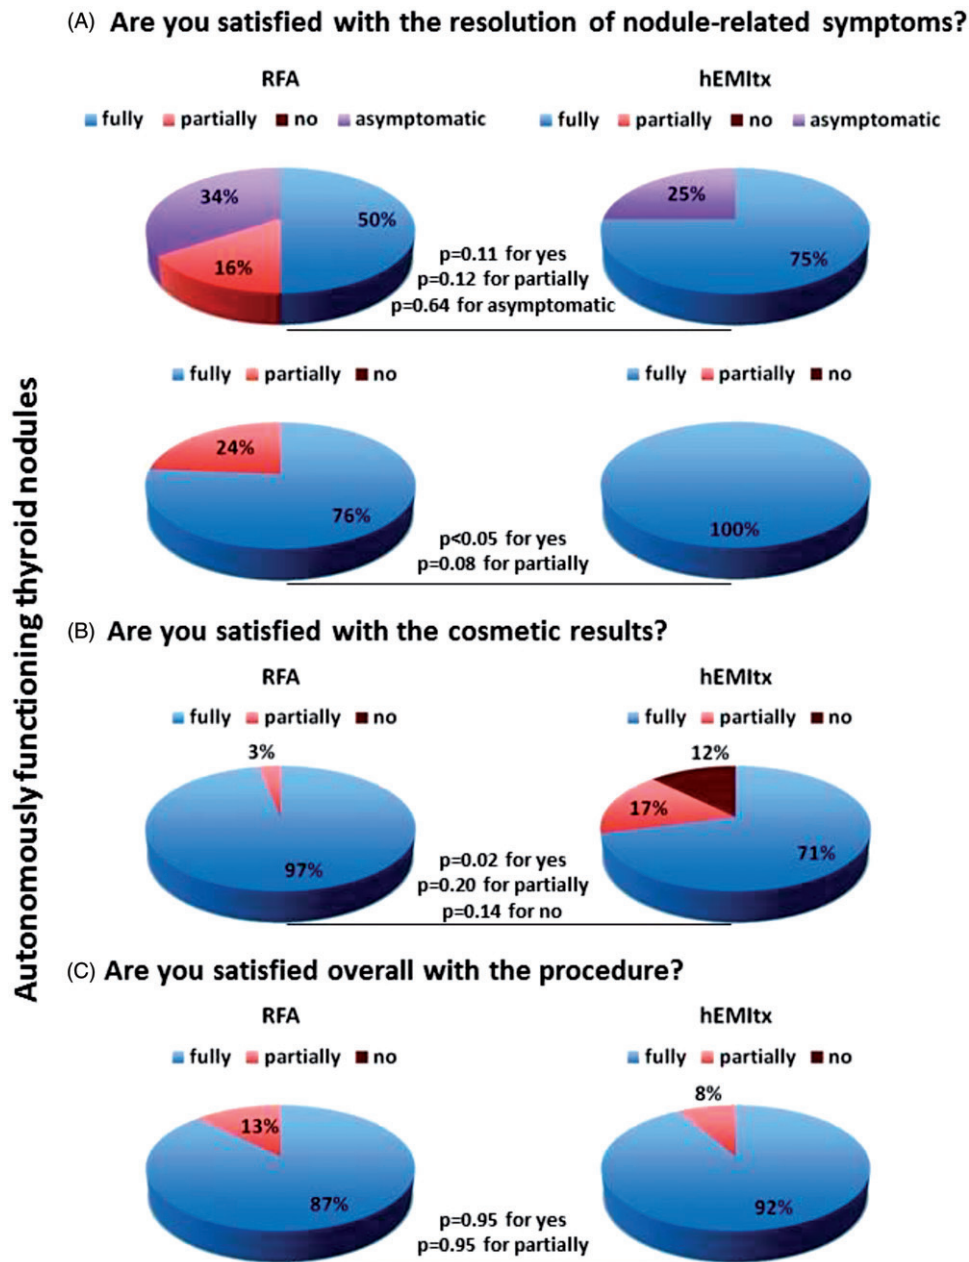 (A) Are you satisfied with the resolution of nodule-related symptoms?
RFA
hEMItx
fully partially no asymptomatic
fully partially no asymptomatic
34%
50%
16%
25%
75%
p=0.11 for yes
p=0.12 for partially
p=0.64 for asymptomatic
fully partially no
fully partially no
24%
76%
100%
p<0.05 for yes
p=0.08 for partially
Autonomously functioning thyroid nodules
(B) Are you satisfied with the cosmetic results?
RFA
hEMItx
fully partially no
fully partially no
3%
97%
12%
17%
71%
p=0.02 for yes
p=0.20 for partially
p=0.14 for no
(C) Are you satisfied overall with the procedure?
RFA
hEMItx
fully partially no
fully partially no
13%
87%
8%
92%
p=0.95 for yes
p=0.95 for partially